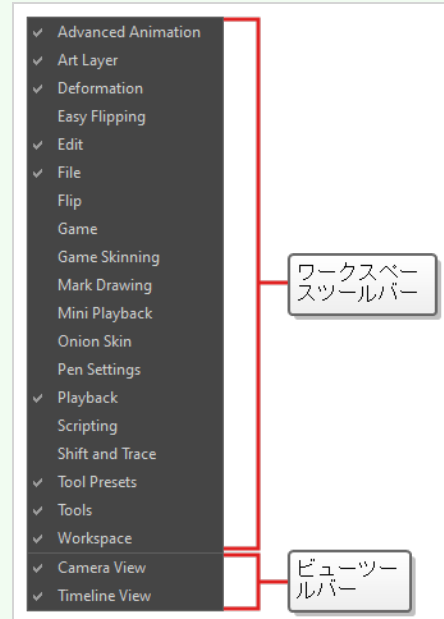 Advanced Animation
Art Layer
Deformation
Easy Flipping
Edit
File
Flip
Game
Game Skinning
Mark Drawing
Mini Playback
Onion Skin
Pen Settings
Playback
Scripting
Shift and Trace
Tool Presets
Tools
Workspace
Camera View
Timeline View
ワークスペー
スツールバー
ビューツー
ルバー